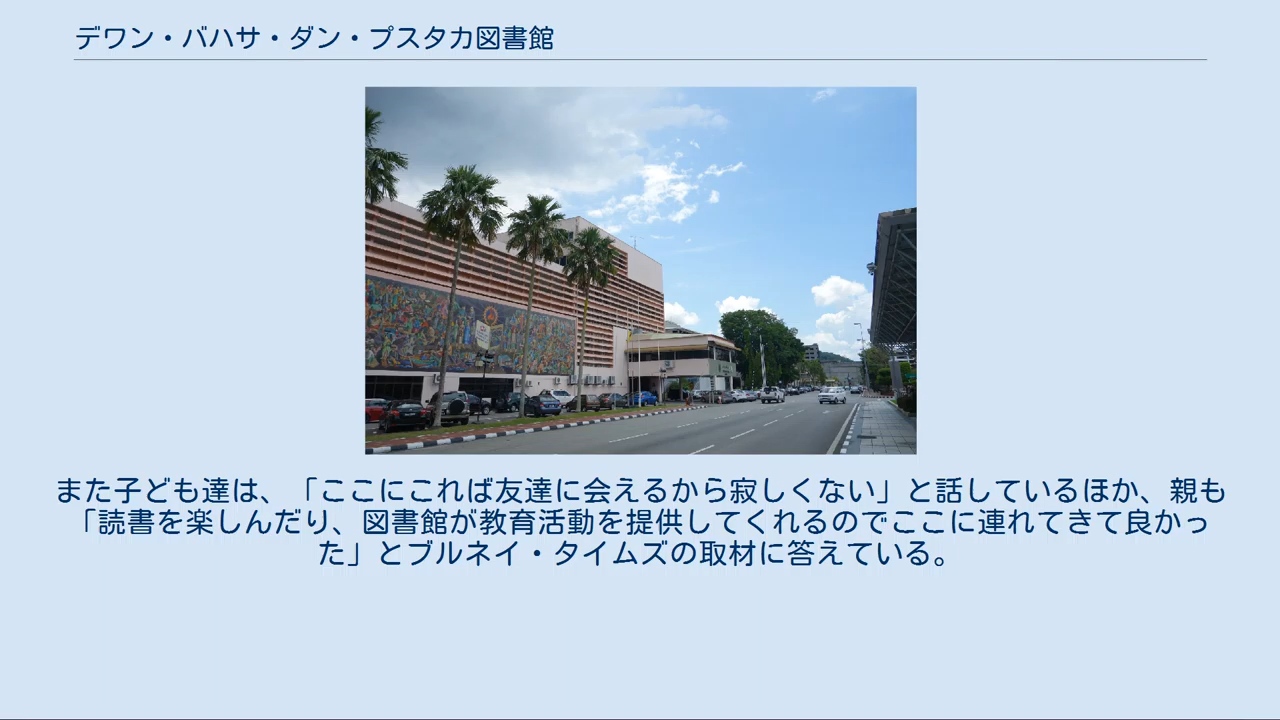 デワン・バハサ・ダン・プスタカ図書館
また子ども達は、「ここにこれば友達に会えるから寂しくない」と話しているほか、親も
「読書を楽しんだり、図書館が教育活動を提供してくれるのでここに連れてきて良かっ
た」とブルネイ・タイムズの取材に答えている。